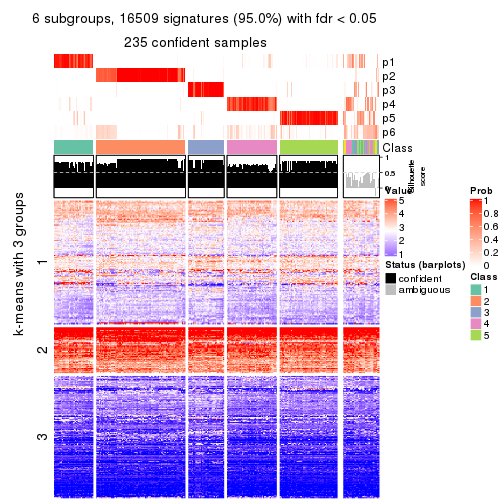 6 subgroups, 16509 signatures (95.0%) with fdr < 0.05
235 confident samples
p1
p2
p3
p4
p5
p6
Class
1
0.5
0
Silhouette
score
k-means with 3 groups
1
2
3
Value
5
4
3
2
1
Status (barplots)
confident
ambiguous
Prob
1
0.8
0.6
0.4
0.2
0
Class
1
2
3
4
5